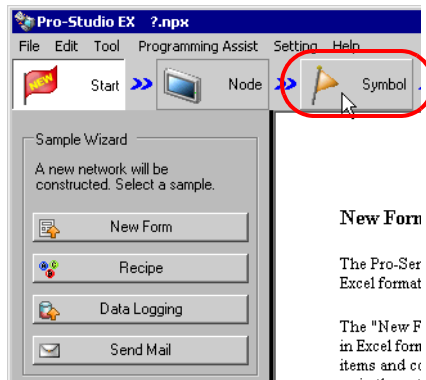 Pro-Studio EX ?.npx
File Edit Tool Programming Assist Setting Help
NEW Start Node Symbol
Sample Wizard
A new network will be
constructed. Select a sample.
New Form
Recipe
Data Logging
Send Mail
New Form
The Pro-Ser
Excel format
The "New F
in Excel form
items and co